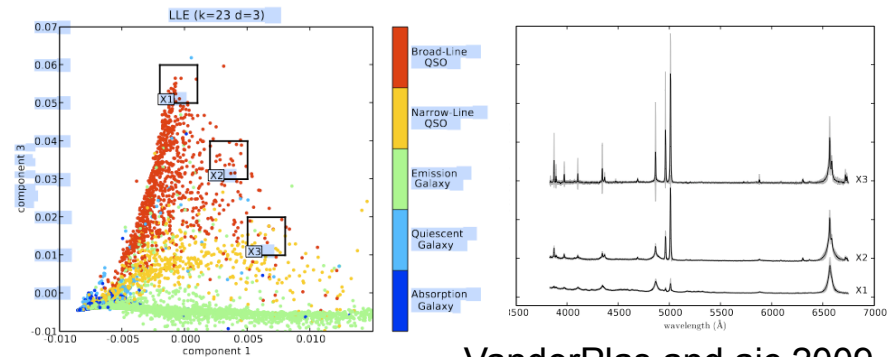 LLE (k=23 d=3)
0.07
0.06
0.05
0.04
0.03
0.02
0.01
0.00
-0.01
component 3
-0.010
-0.005
0.000
0.005
0.010
component 1
X1
X2
X3
Broad-Line
QSO
Narrow-Line
QSO
Emission
Galaxy
Quiescent
Galaxy
Absorption
Galaxy
X3
X2
X1
3500
4000
4500
5000
5500
6000
6500
7000
wavelength (Å)
VanderPlas and ajc 2009